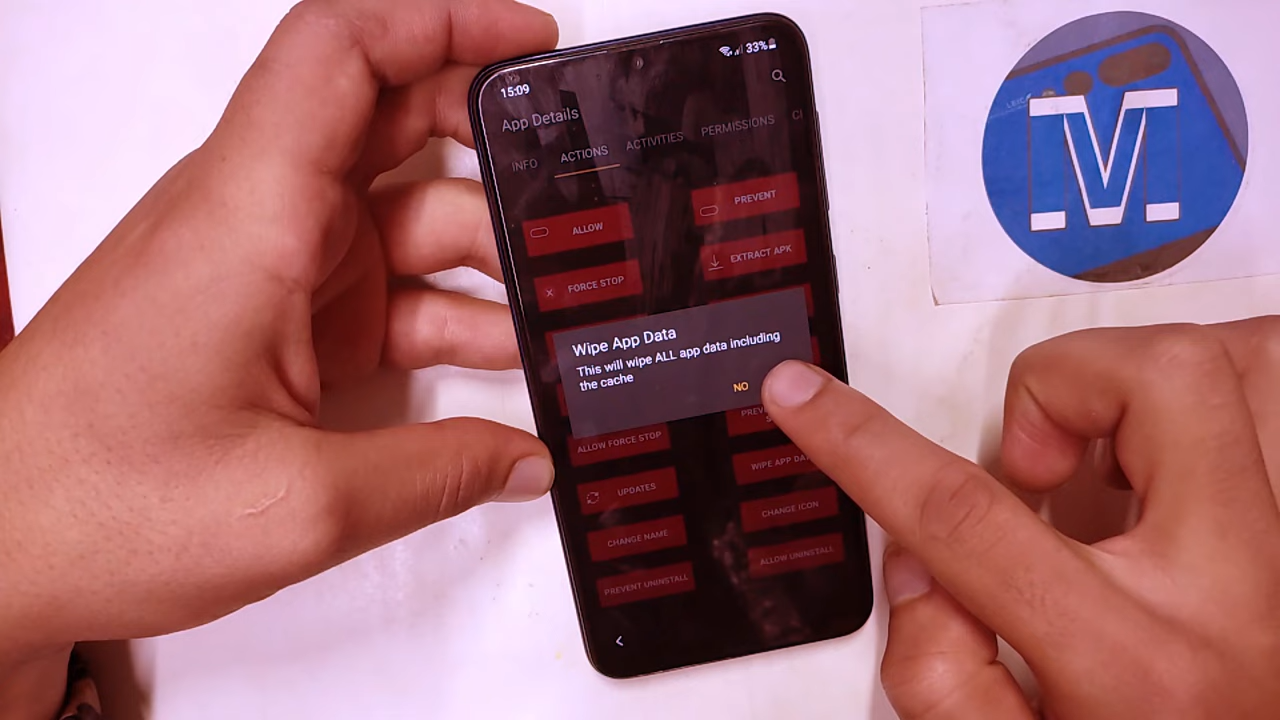 33%
15:09
App Details
INFO ACTIONS ACTIVITIES PERMISSIONS
ALLOW
PREVENT
FORCE STOP
EXTRACT APK
Wipe App Data
This will wipe ALL app data including
the cache
NO
ALLOW FORCE STOP
UPDATES
WIPE APP DATA
CHANGE NAME
CHANGE ICON
PREVENT UNINSTALL
ALLOW UNINSTALL
LEICA
M